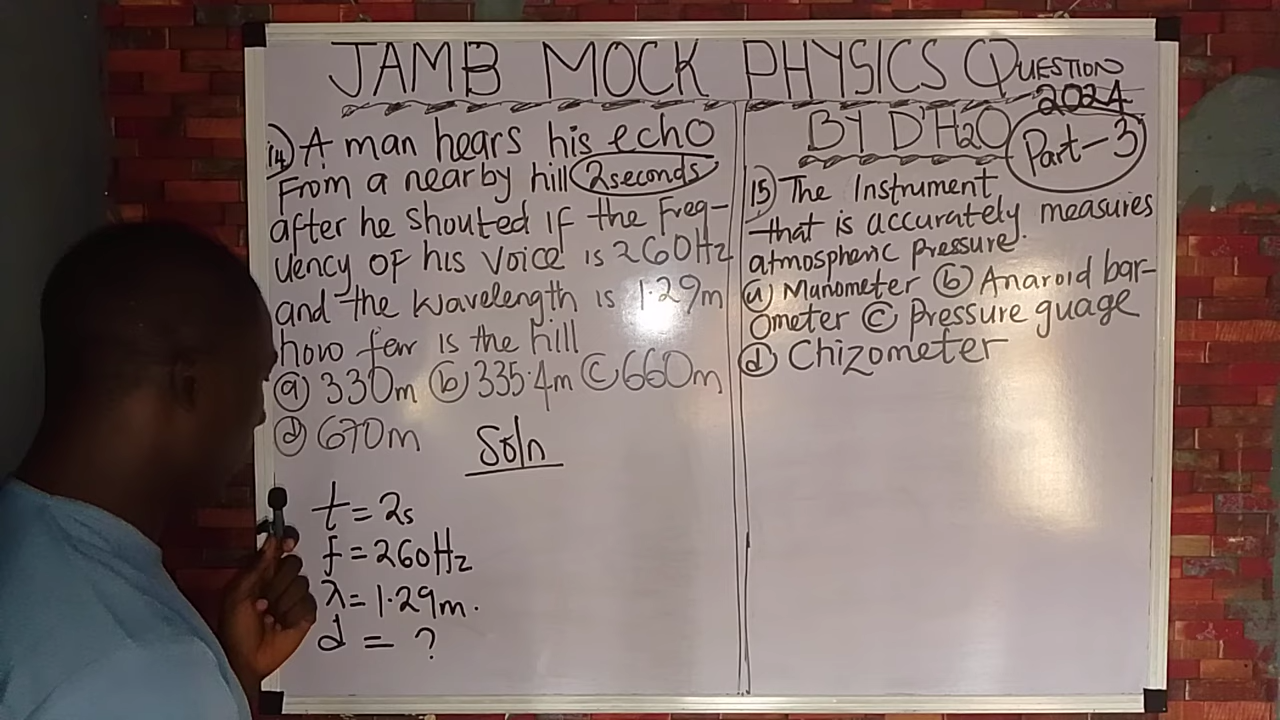 JAMB MOCK PHYSICS QUESTION
2024
BY D'H2O
Part-3
14) A man hears his echo
From a nearby hill 2seconds
after he shouted if the Freq-
uency of his voice is 260Hz
and the wavelength is 1.29m
how far is the hill
(a) 330m (b) 335.4m (c) 660m
(d) 670m
Soln
t = 2s
f = 260Hz
λ = 1.29m.
d = ?
15) The Instrument
that is accurately measures
atmospheric pressure.
(a) Manometer (b) Anaroid bar-
ometer (c) Pressure guage
(d) Chizometer